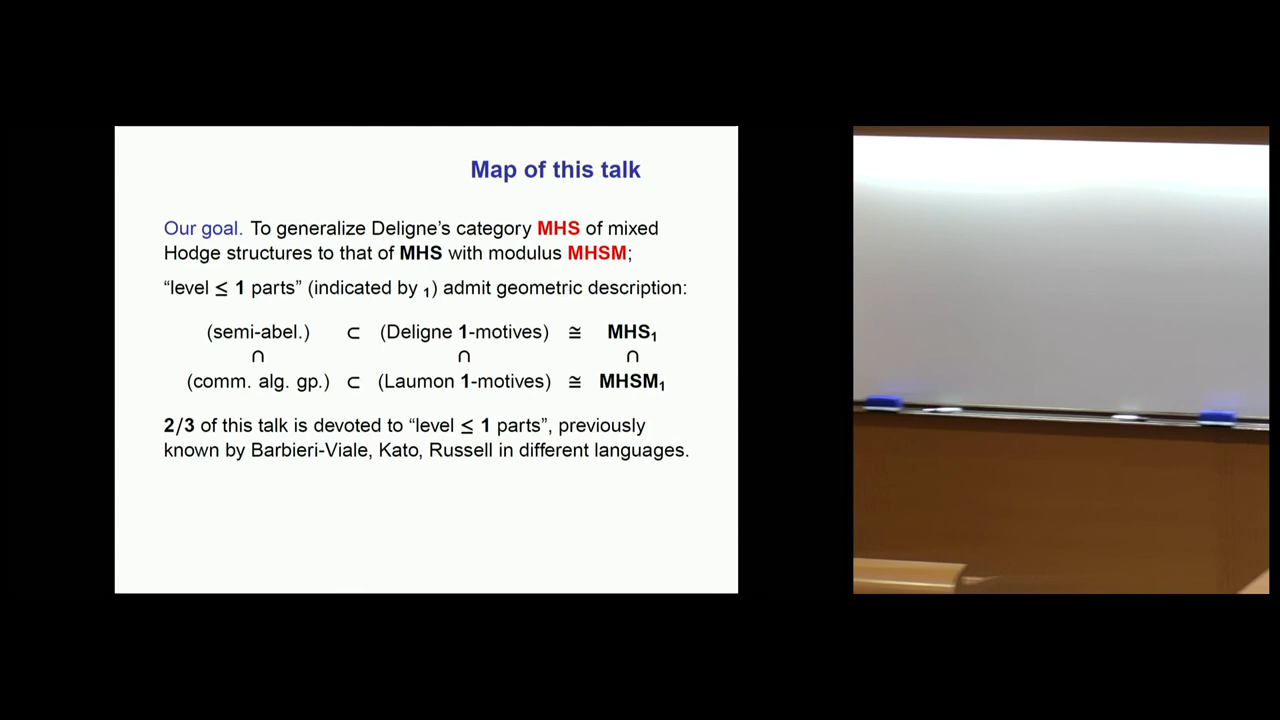 Map of this talk
Our goal. To generalize Deligne's category MHS of mixed
Hodge structures to that of MHS with modulus MHSM;
“level ≤ 1 parts” (indicated by ₁) admit geometric description:
(semi-abel.) ⊂ (Deligne 1-motives) ≅ MHS₁
∩ ∩ ∩
(comm. alg. gp.) ⊂ (Laumon 1-motives) ≅ MHSM₁
2/3 of this talk is devoted to “level ≤ 1 parts”, previously
known by Barbieri-Viale, Kato, Russell in different languages.